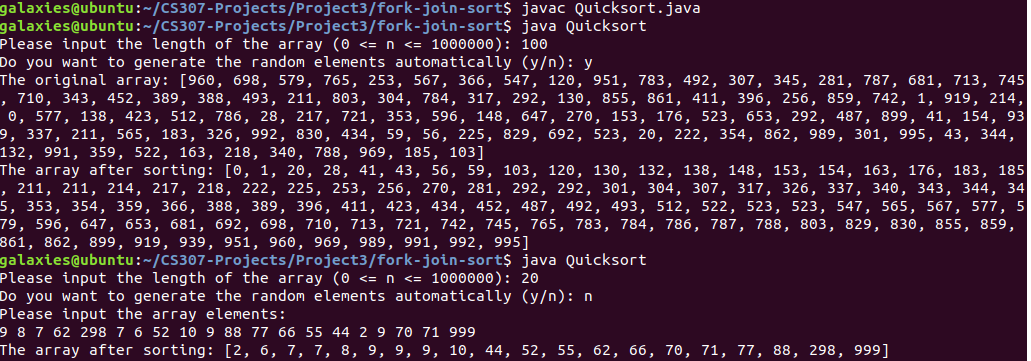 galaxies@ubuntu:~/CS307-Projects/Project3/fork-join-sort$ javac Quicksort.java
galaxies@ubuntu:~/CS307-Projects/Project3/fork-join-sort$ java Quicksort
Please input the length of the array (0 <= n <= 1000000): 100
Do you want to generate the random elements automatically (y/n): y
The original array: [960, 698, 579, 765, 253, 567, 366, 547, 120, 951, 783, 492, 307, 345, 281, 787, 681, 713, 745
, 710, 343, 452, 389, 388, 493, 211, 803, 304, 784, 317, 292, 130, 855, 861, 411, 396, 256, 859, 742, 1, 919, 214,
 0, 577, 138, 423, 512, 786, 28, 217, 721, 353, 596, 148, 647, 270, 153, 176, 523, 653, 292, 487, 899, 41, 154, 93
9, 337, 211, 565, 183, 326, 992, 830, 434, 59, 56, 225, 829, 692, 523, 20, 222, 354, 862, 989, 301, 995, 43, 344, 
132, 991, 359, 522, 163, 218, 340, 788, 969, 185, 103]
The array after sorting: [0, 1, 20, 28, 41, 43, 56, 59, 103, 120, 130, 132, 138, 148, 153, 154, 163, 176, 183, 185
, 211, 211, 214, 217, 218, 222, 225, 253, 256, 270, 281, 292, 292, 301, 304, 307, 317, 326, 337, 340, 343, 344, 34
5, 353, 354, 359, 366, 388, 389, 396, 411, 423, 434, 452, 487, 492, 493, 512, 522, 523, 523, 547, 565, 567, 577, 5
79, 596, 647, 653, 681, 692, 698, 710, 713, 721, 742, 745, 765, 783, 784, 786, 787, 788, 803, 829, 830, 855, 859, 
861, 862, 899, 919, 939, 951, 960, 969, 989, 991, 992, 995]
galaxies@ubuntu:~/CS307-Projects/Project3/fork-join-sort$ java Quicksort
Please input the length of the array (0 <= n <= 1000000): 20
Do you want to generate the random elements automatically (y/n): n
Please input the array elements:
9 8 7 62 298 7 6 52 10 9 88 77 66 55 44 2 9 70 71 999
The array after sorting: [2, 6, 7, 7, 8, 9, 9, 9, 10, 44, 52, 55, 62, 66, 70, 71, 77, 88, 298, 999]